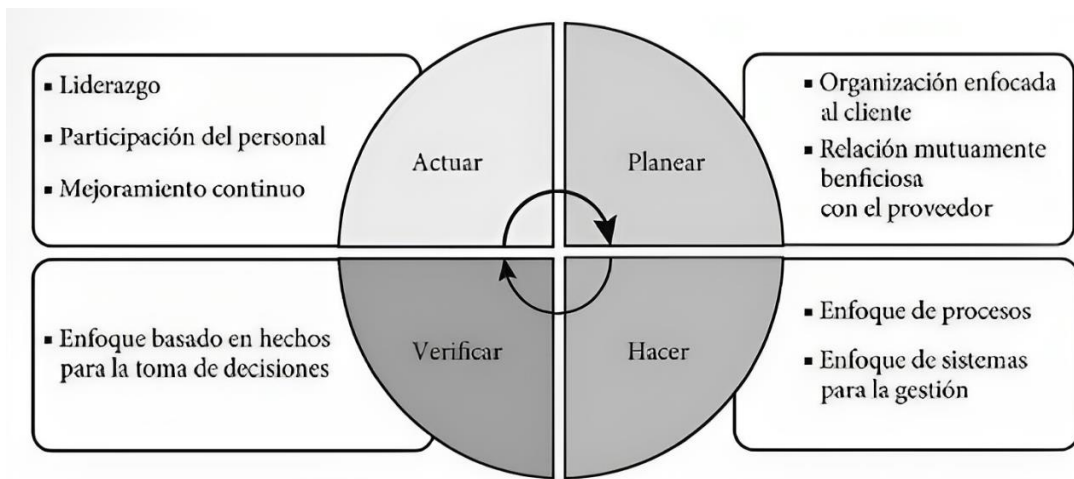 ▪ Liderazgo
▪ Participación del personal
▪ Mejoramiento continuo
Actuar
Planear
▪ Organización enfocada
al cliente
▪ Relación mutuamente
benficiosa
con el proveedor
▪ Enfoque basado en hechos
para la toma de decisiones
Verificar
Hacer
▪ Enfoque de procesos
▪ Enfoque de sistemas
para la gestión